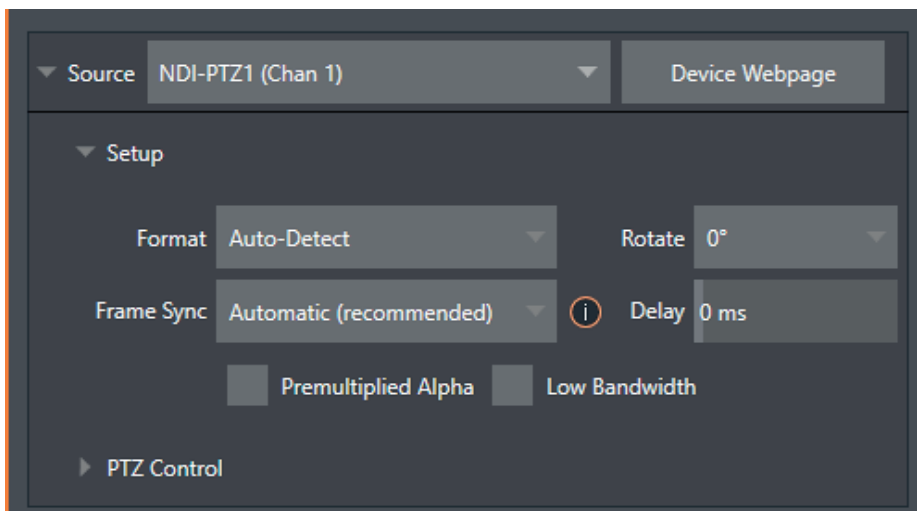 Source NDI-PTZ1 (Chan 1) Device Webpage
Setup
Format Auto-Detect Rotate 0°
Frame Sync Automatic (recommended) i Delay 0 ms
Premultiplied Alpha Low Bandwidth
PTZ Control